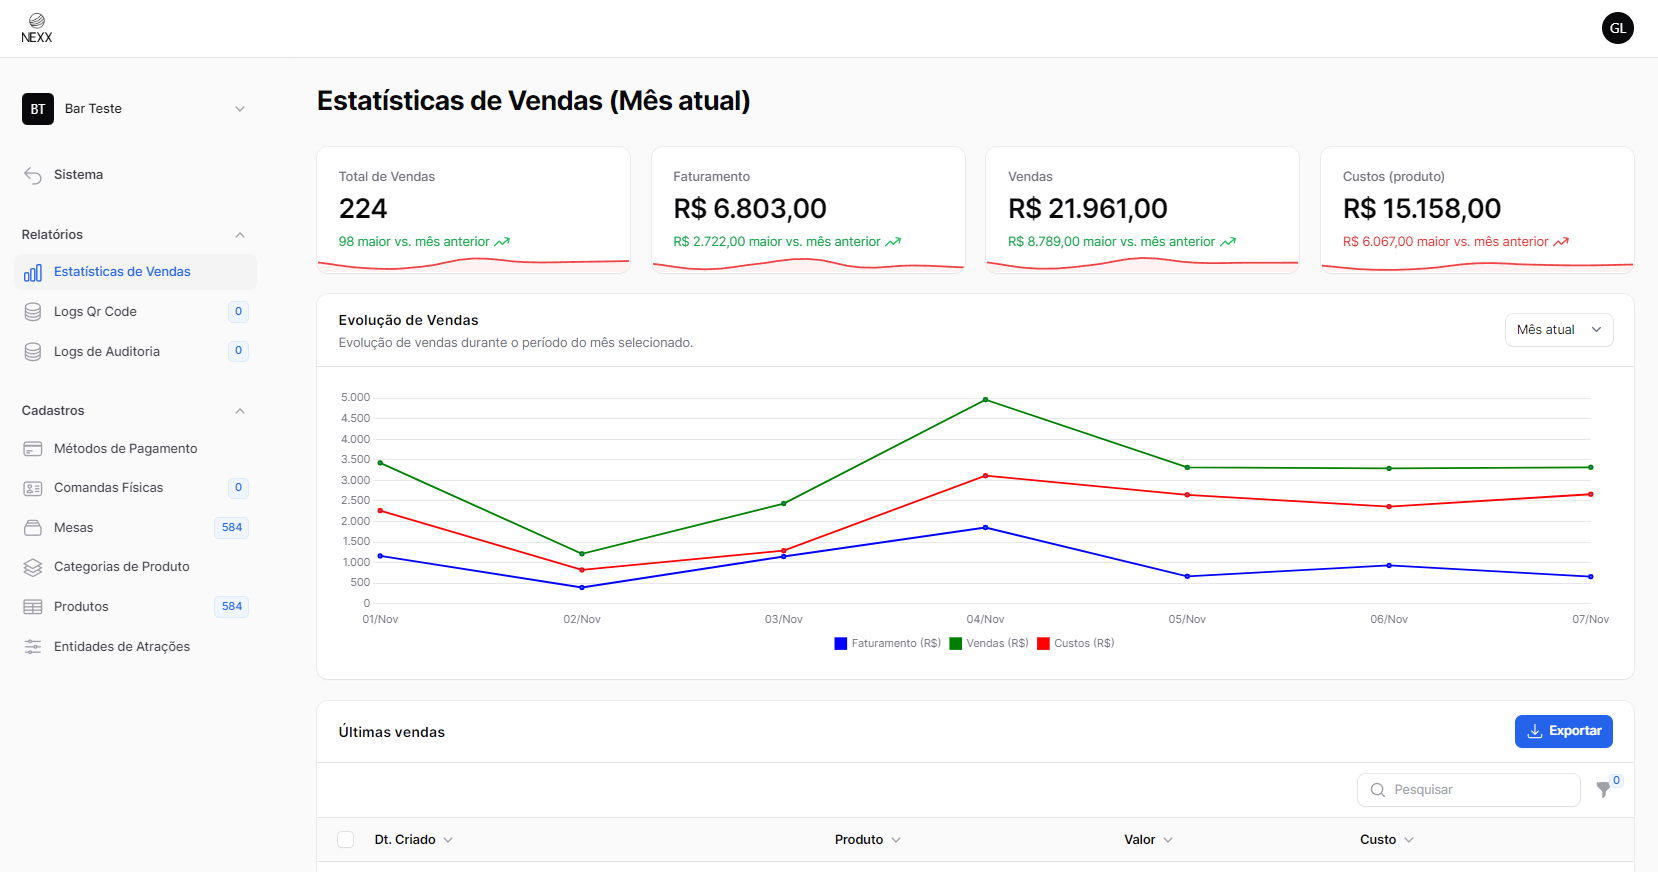 NEXX
GL
BT Bar Teste
Sistema
Relatórios
Estatísticas de Vendas
Logs Qr Code 0
Logs de Auditoria 0
Cadastros
Métodos de Pagamento
Comandas Físicas 0
Mesas 584
Categorias de Produto
Produtos 584
Entidades de Atrações
Estatísticas de Vendas (Mês atual)
Total de Vendas
224
98 maior vs. mês anterior
Faturamento
R$ 6.803,00
R$ 2.722,00 maior vs. mês anterior
Vendas
R$ 21.961,00
R$ 8.789,00 maior vs. mês anterior
Custos (produto)
R$ 15.158,00
R$ 6.067,00 maior vs. mês anterior
Evolução de Vendas
Evolução de vendas durante o período do mês selecionado.
Mês atual
5.000
4.500
4.000
3.500
3.000
2.500
2.000
1.500
1.000
500
0
01/Nov 02/Nov 03/Nov 04/Nov 05/Nov 06/Nov 07/Nov
Faturamento (R$) Vendas (R$) Custos (R$)
Últimas vendas
Exportar
Pesquisar
0
Dt. Criado Produto Valor Custo